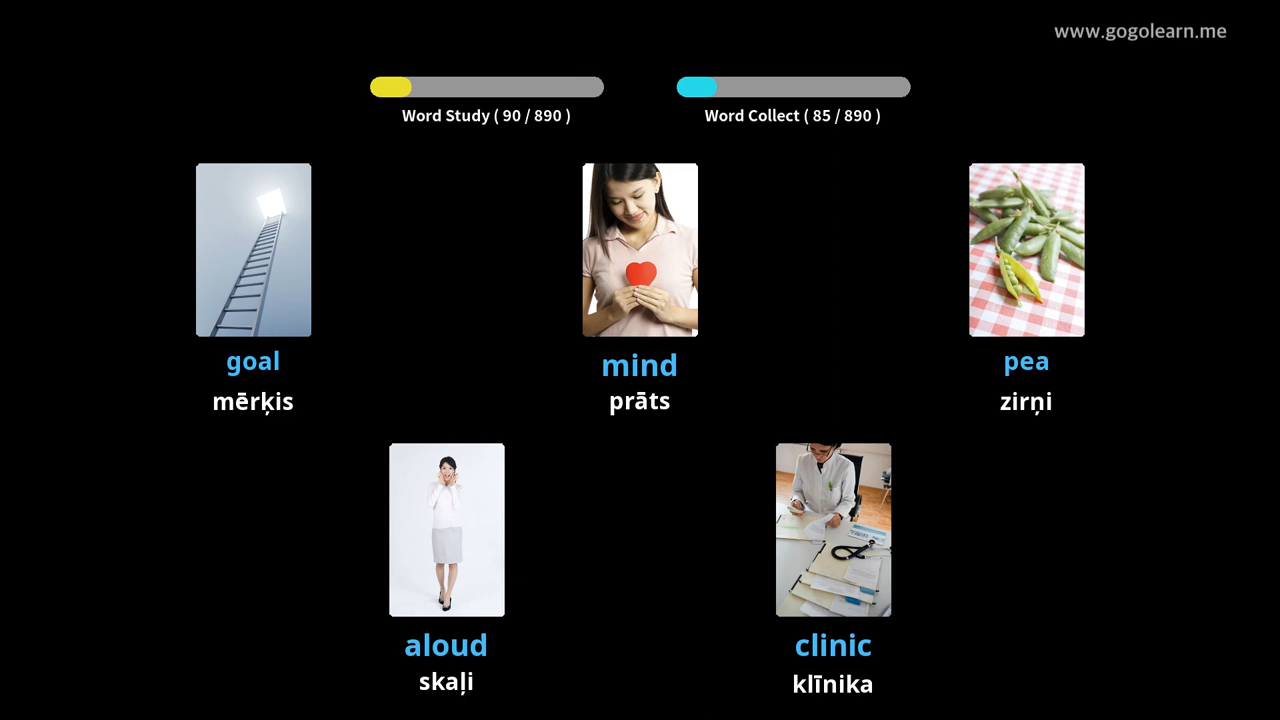 www.gogolearn.me
Word Study ( 90 / 890 )
Word Collect ( 85 / 890 )
goal
mērķis
mind
prāts
pea
zirņi
aloud
skaļi
clinic
klīnika